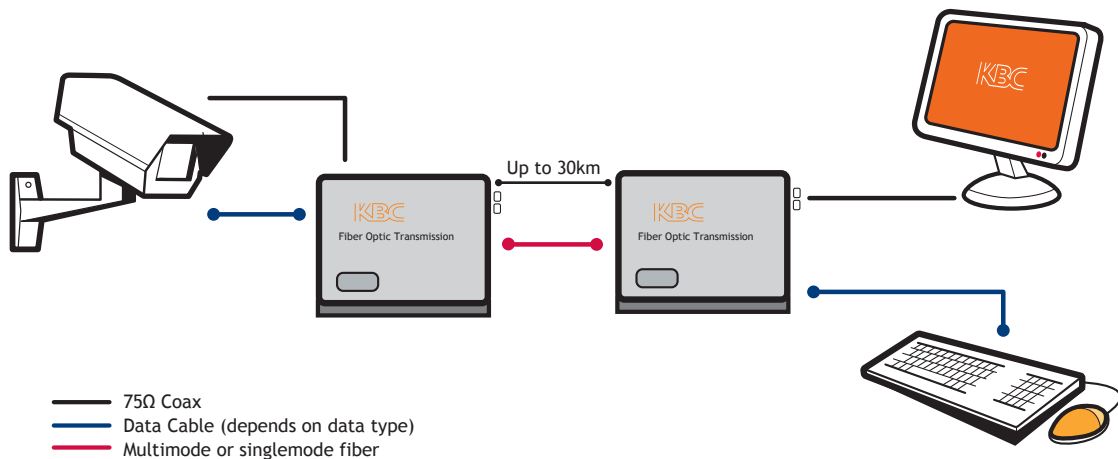 KBC
Up to 30km
KBC
Fiber Optic Transmission
KBC
Fiber Optic Transmission
75Ω Coax
Data Cable (depends on data type)
Multimode or singlemode fiber